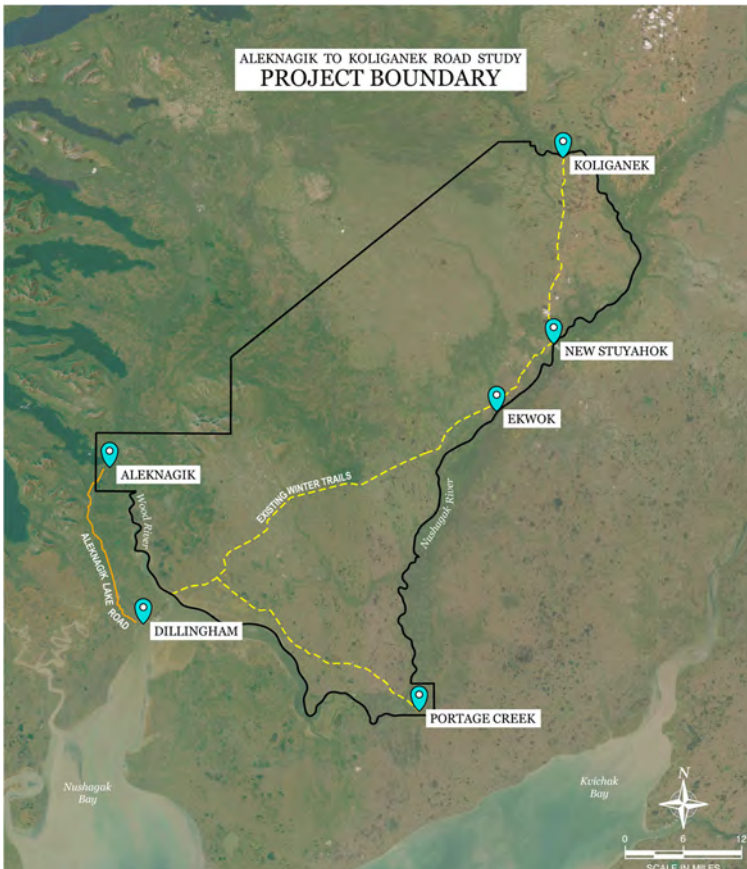 ALEKNAGIK TO KOLIGANEK ROAD STUDY
PROJECT BOUNDARY
KOLIGANEK
NEW STUYAHOK
EKWOK
ALEKNAGIK
EXISTING WINTER TRAILS
Wood River
Nushagak River
ALEKNAGIK LAKE ROAD
DILLINGHAM
PORTAGE CREEK
Nushagak
Bay
Kvichak
Bay
N
0 6 12
SCALE IN MILES